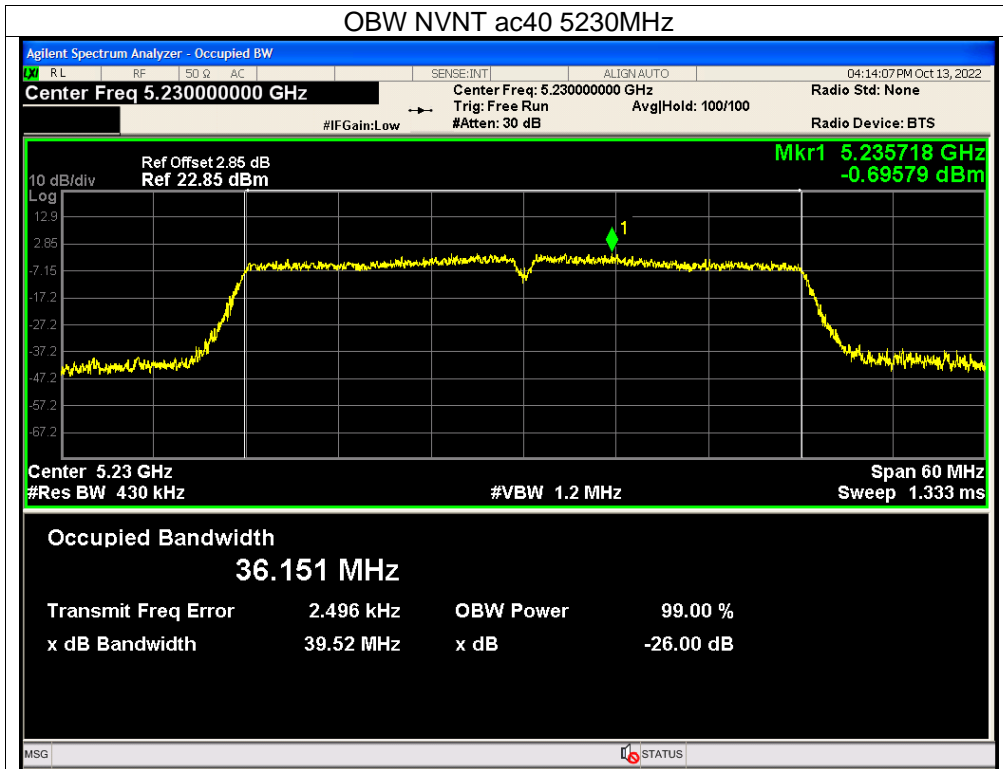 OBW NVNT ac40 5230MHz
Agilent Spectrum Analyzer - Occupied BW
LXI RL RF 50 Ω AC SENSE:INT ALIGN AUTO 04:14:07 PM Oct 13, 2022
Center Freq 5.230000000 GHz Center Freq: 5.230000000 GHz Radio Std: None
Trig: Free Run Avg|Hold: 100/100
#IFGain:Low #Atten: 30 dB Radio Device: BTS
Mkr1 5.235718 GHz
-0.69579 dBm
Ref Offset 2.85 dB
10 dB/div Ref 22.85 dBm
Log
12.9
2.85
-7.15
-17.2
-27.2
-37.2
-47.2
-57.2
-67.2
1
Center 5.23 GHz Span 60 MHz
#Res BW 430 kHz #VBW 1.2 MHz Sweep 1.333 ms
Occupied Bandwidth
36.151 MHz
Transmit Freq Error 2.496 kHz OBW Power 99.00 %
x dB Bandwidth 39.52 MHz x dB -26.00 dB
MSG STATUS